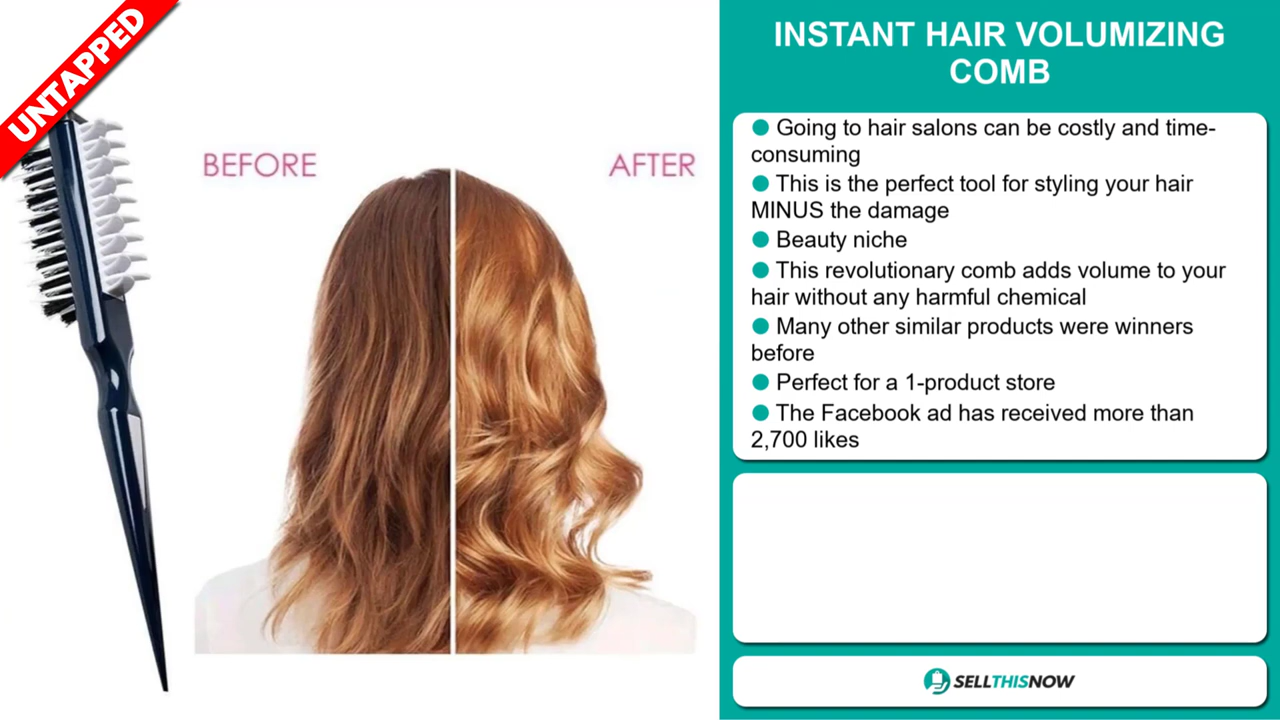 UNTAPPED
BEFORE
AFTER
INSTANT HAIR VOLUMIZING
COMB
● Going to hair salons can be costly and time-
consuming
● This is the perfect tool for styling your hair
MINUS the damage
● Beauty niche
● This revolutionary comb adds volume to your
hair without any harmful chemical
● Many other similar products were winners
before
● Perfect for a 1-product store
● The Facebook ad has received more than
2,700 likes
SELLTHISNOW